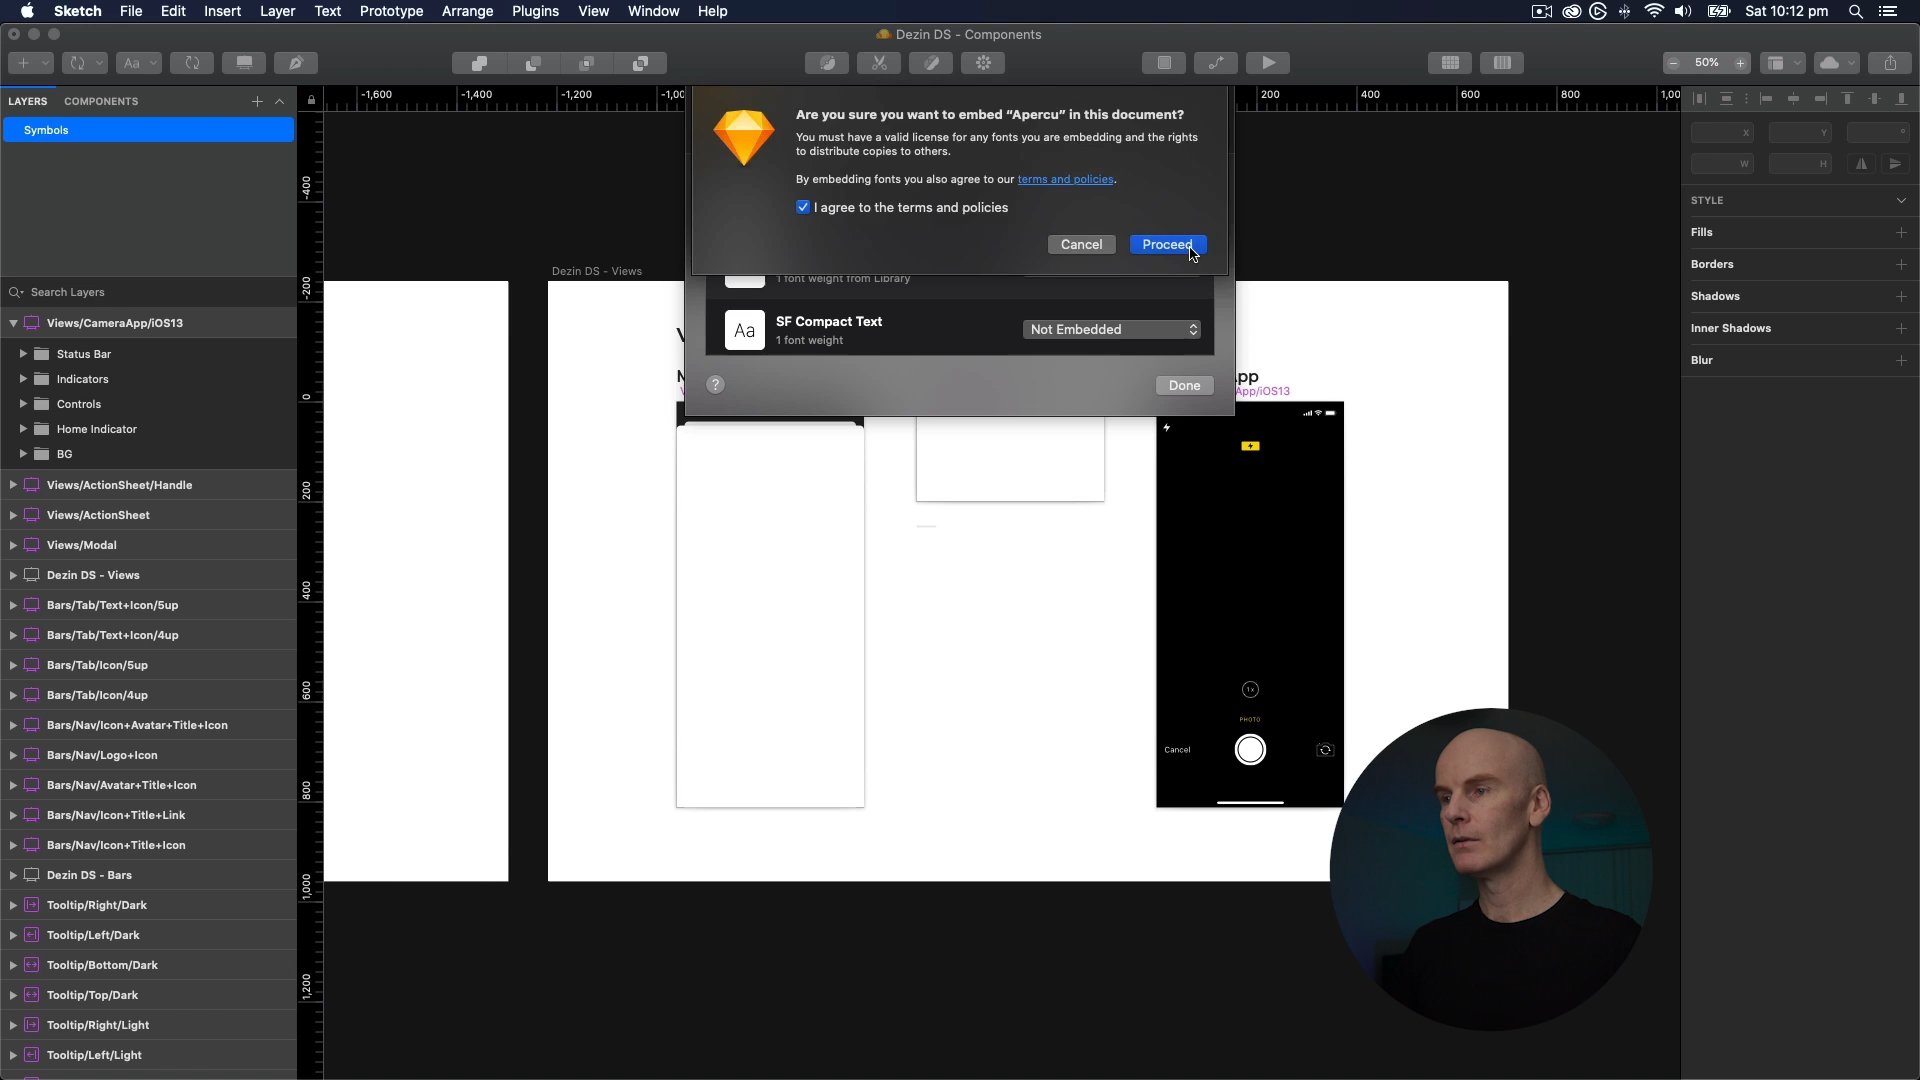 Sketch File Edit Insert Layer Text Prototype Arrange Plugins View Window Help
Sat 10:12 pm
Dezin DS - Components
Aa
50%
LAYERS COMPONENTS
Symbols
Search Layers
Views/CameraApp/iOS13
Status Bar
Indicators
Controls
Home Indicator
BG
Views/ActionSheet/Handle
Views/ActionSheet
Views/Modal
Dezin DS - Views
Bars/Tab/Text+Icon/5up
Bars/Tab/Text+Icon/4up
Bars/Tab/Icon/5up
Bars/Tab/Icon/4up
Bars/Nav/Icon+Avatar+Title+Icon
Bars/Nav/Logo+Icon
Bars/Nav/Avatar+Title+Icon
Bars/Nav/Icon+Title+Link
Bars/Nav/Icon+Title+Icon
Dezin DS - Bars
Tooltip/Right/Dark
Tooltip/Left/Dark
Tooltip/Bottom/Dark
Tooltip/Top/Dark
Tooltip/Right/Light
Tooltip/Left/Light
-1,600 -1,400 -1,200 -1,00 200 400 600 800 1,00
-400
-200
0
200
400
600
800
1,000
1,200
Dezin DS - Views
Are you sure you want to embed “Apercu” in this document?
You must have a valid license for any fonts you are embedding and the rights
to distribute copies to others.
By embedding fonts you also agree to our terms and policies.
I agree to the terms and policies
Cancel Proceed
1 font weight from Library
Aa
SF Compact Text
1 font weight
Not Embedded
? Done
pp
App/iOS13
1x
PHOTO
Cancel
X Y °
W H
STYLE
Fills
Borders
Shadows
Inner Shadows
Blur